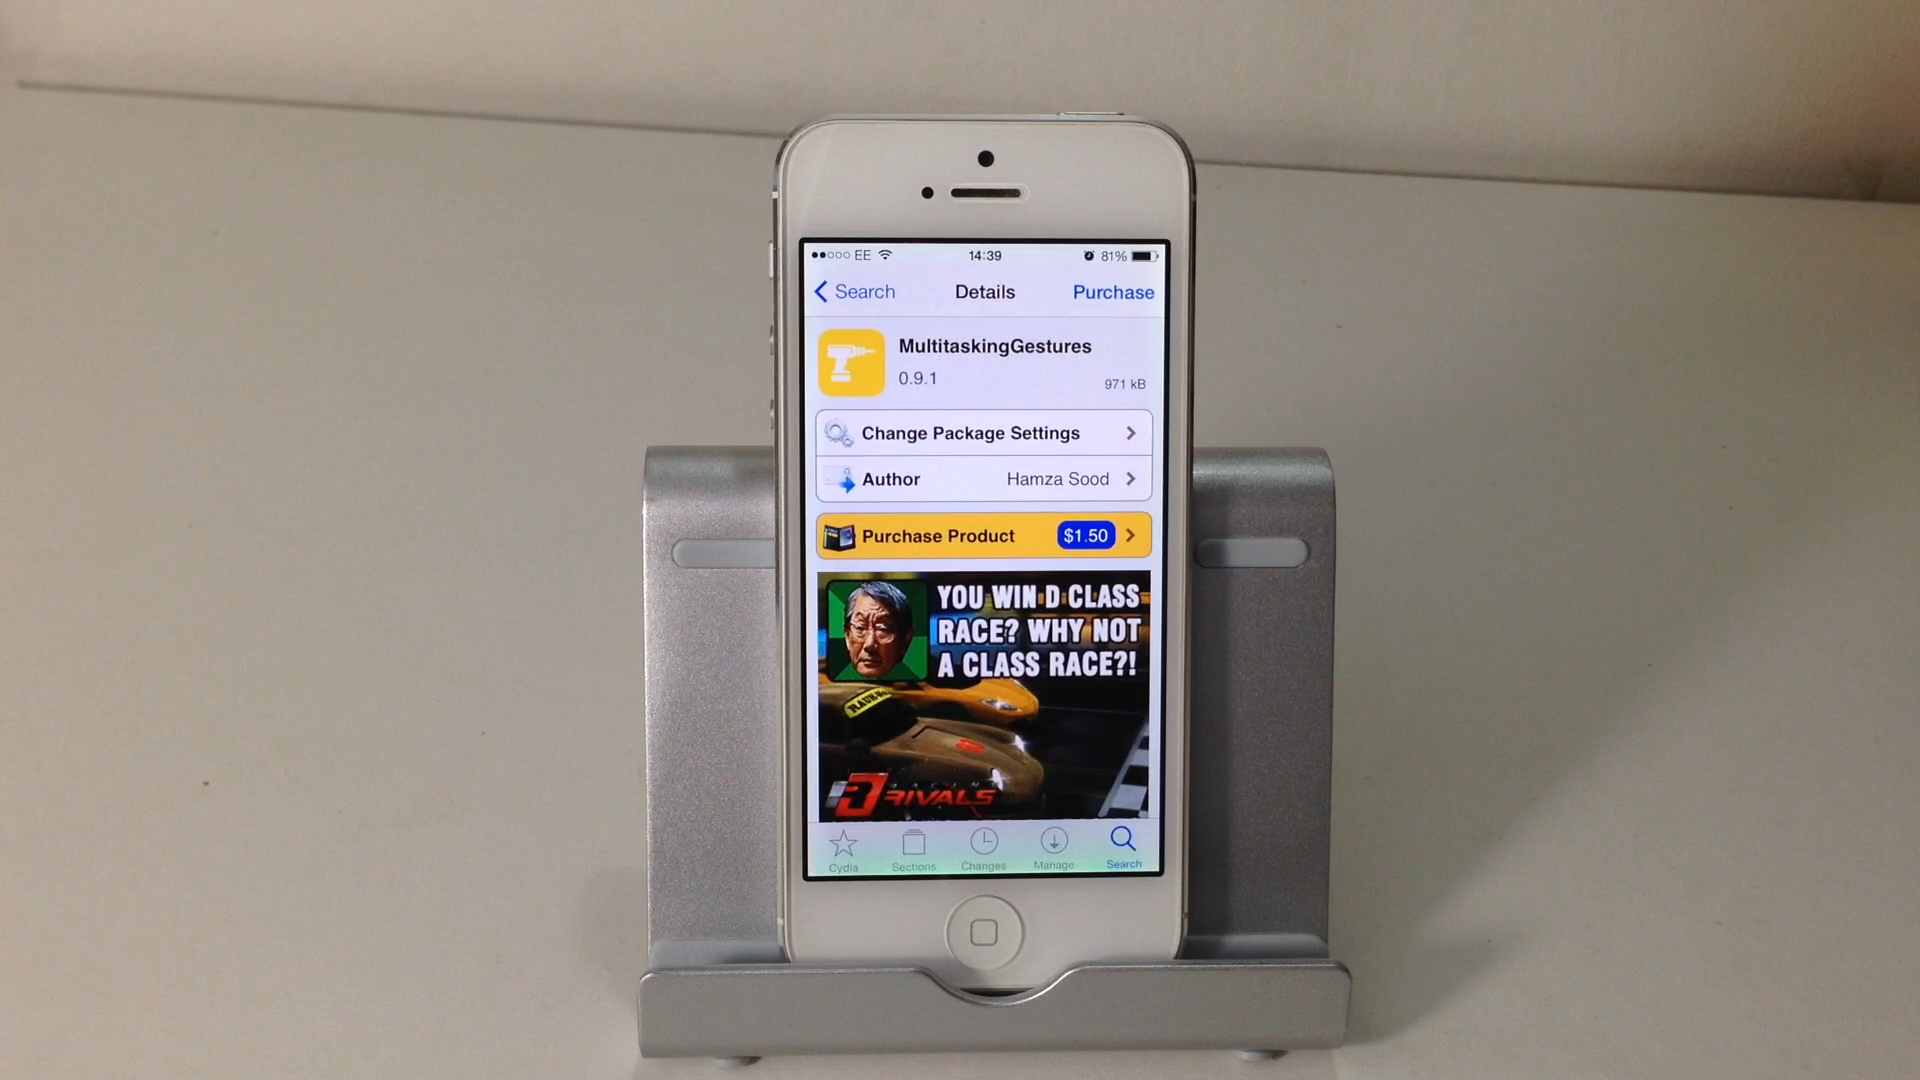 EE 14:39 81%
Search Details Purchase
MultitaskingGestures
0.9.1 971 kB
Change Package Settings
Author Hamza Sood
Purchase Product $1.50
YOU WIN D CLASS
RACE? WHY NOT
A CLASS RACE?!
RACING
RIVALS
Cydia Sections Changes Manage Search